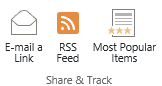 E-mail a Link
RSS Feed
Most Popular Items
Share & Track